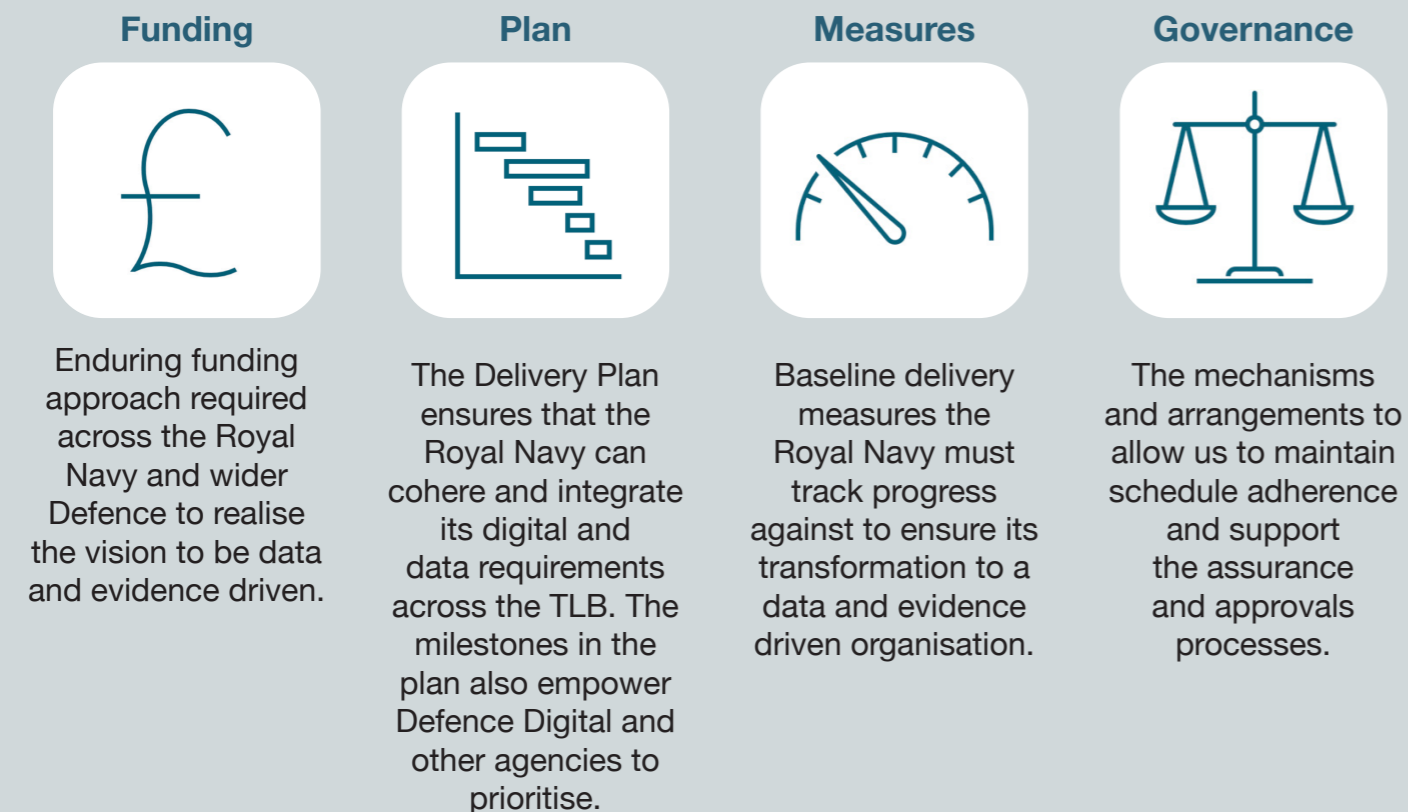 Funding
Enduring funding
approach required
across the Royal
Navy and wider
Defence to realise
the vision to be data
and evidence driven.
Plan
The Delivery Plan
ensures that the
Royal Navy can
cohere and integrate
its digital and
data requirements
across the TLB. The
milestones in the
plan also empower
Defence Digital and
other agencies to
prioritise.
Measures
Baseline delivery
measures the
Royal Navy must
track progress
against to ensure its
transformation to a
data and evidence
driven organisation.
Governance
The mechanisms
and arrangements to
allow us to maintain
schedule adherence
and support
the assurance
and approvals
processes.